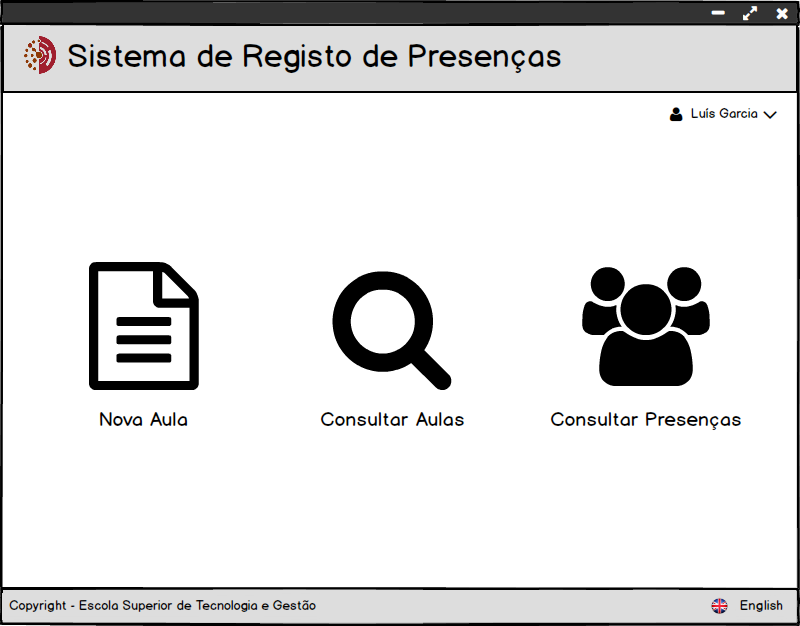 Sistema de Registo de Presenças
Luís Garcia
Nova Aula
Consultar Aulas
Consultar Presenças
Copyright - Escola Superior de Tecnologia e Gestão
English